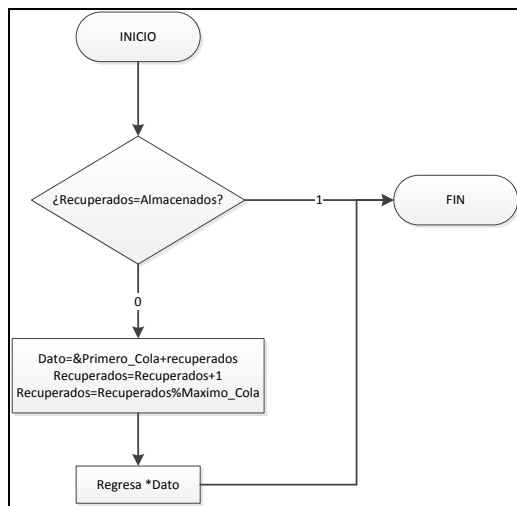 INICIO
¿Recuperados=Almacenados?
1
FIN
0
Dato=&Primero_Cola+recuperados
Recuperados=Recuperados+1
Recuperados=Recuperados%Maximo_Cola
Regresa *Dato